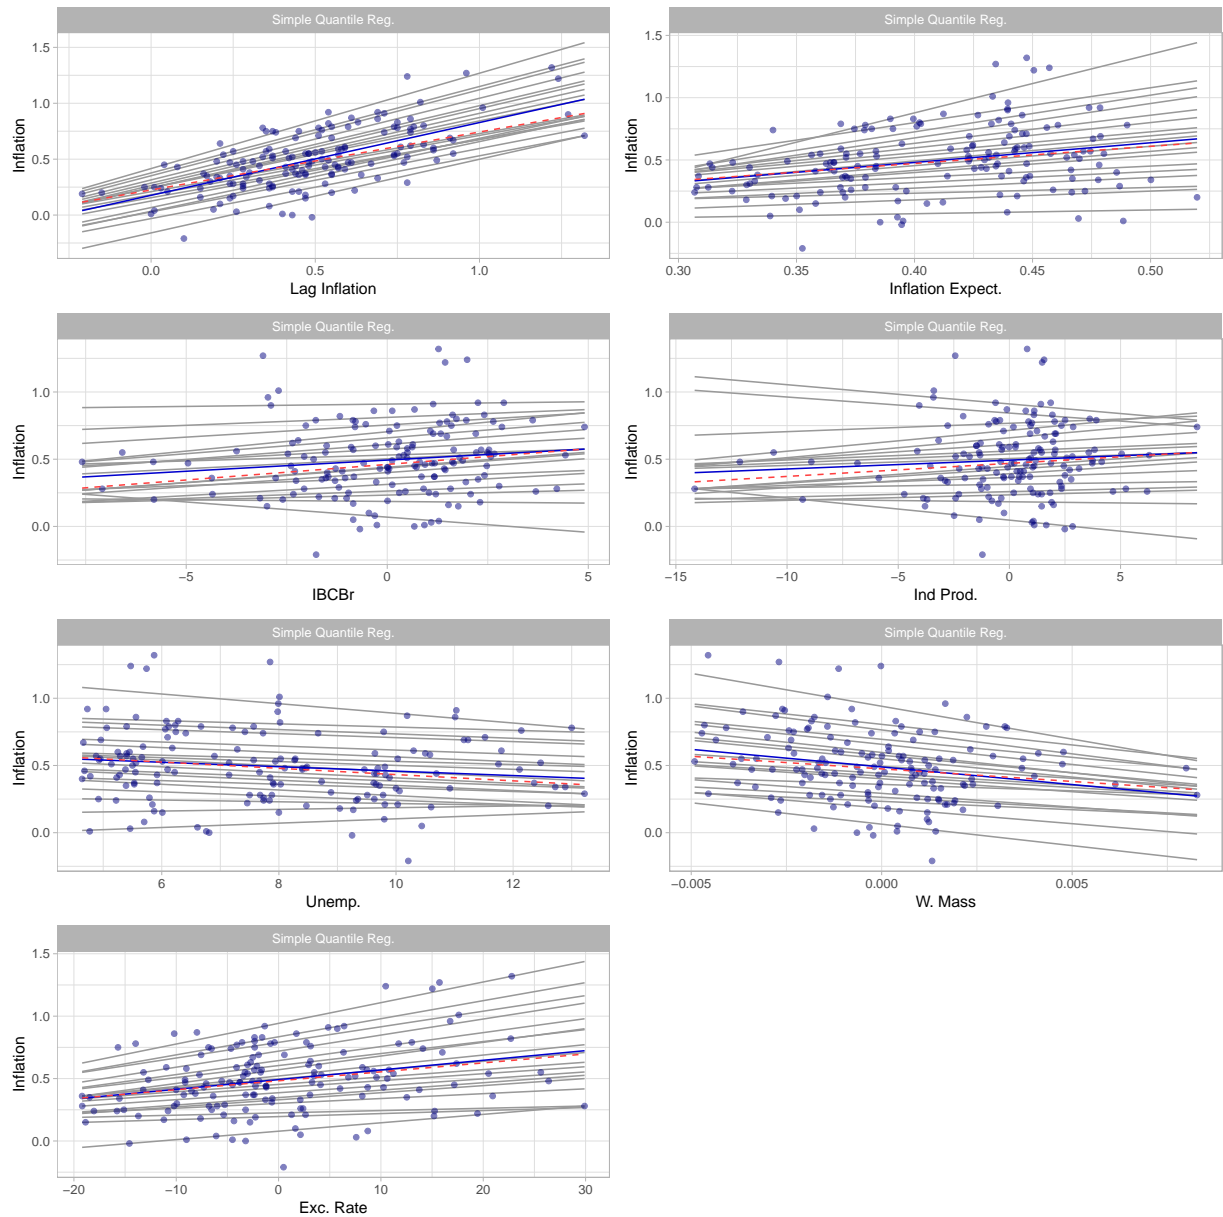 Simple Quantile Reg.
Inflation
1.5
1.0
0.5
0.0
0.0 0.5 1.0
Lag Inflation
Simple Quantile Reg.
Inflation
1.5
1.0
0.5
0.0
0.30 0.35 0.40 0.45 0.50
Inflation Expect.
Simple Quantile Reg.
Inflation
1.0
0.5
0.0
−5 0 5
IBCBr
Simple Quantile Reg.
Inflation
1.0
0.5
0.0
−15 −10 −5 0 5
Ind Prod.
Simple Quantile Reg.
Inflation
1.0
0.5
0.0
6 8 10 12
Unemp.
Simple Quantile Reg.
Inflation
1.0
0.5
0.0
−0.005 0.000 0.005
W. Mass
Simple Quantile Reg.
Inflation
1.5
1.0
0.5
0.0
−20 −10 0 10 20 30
Exc. Rate